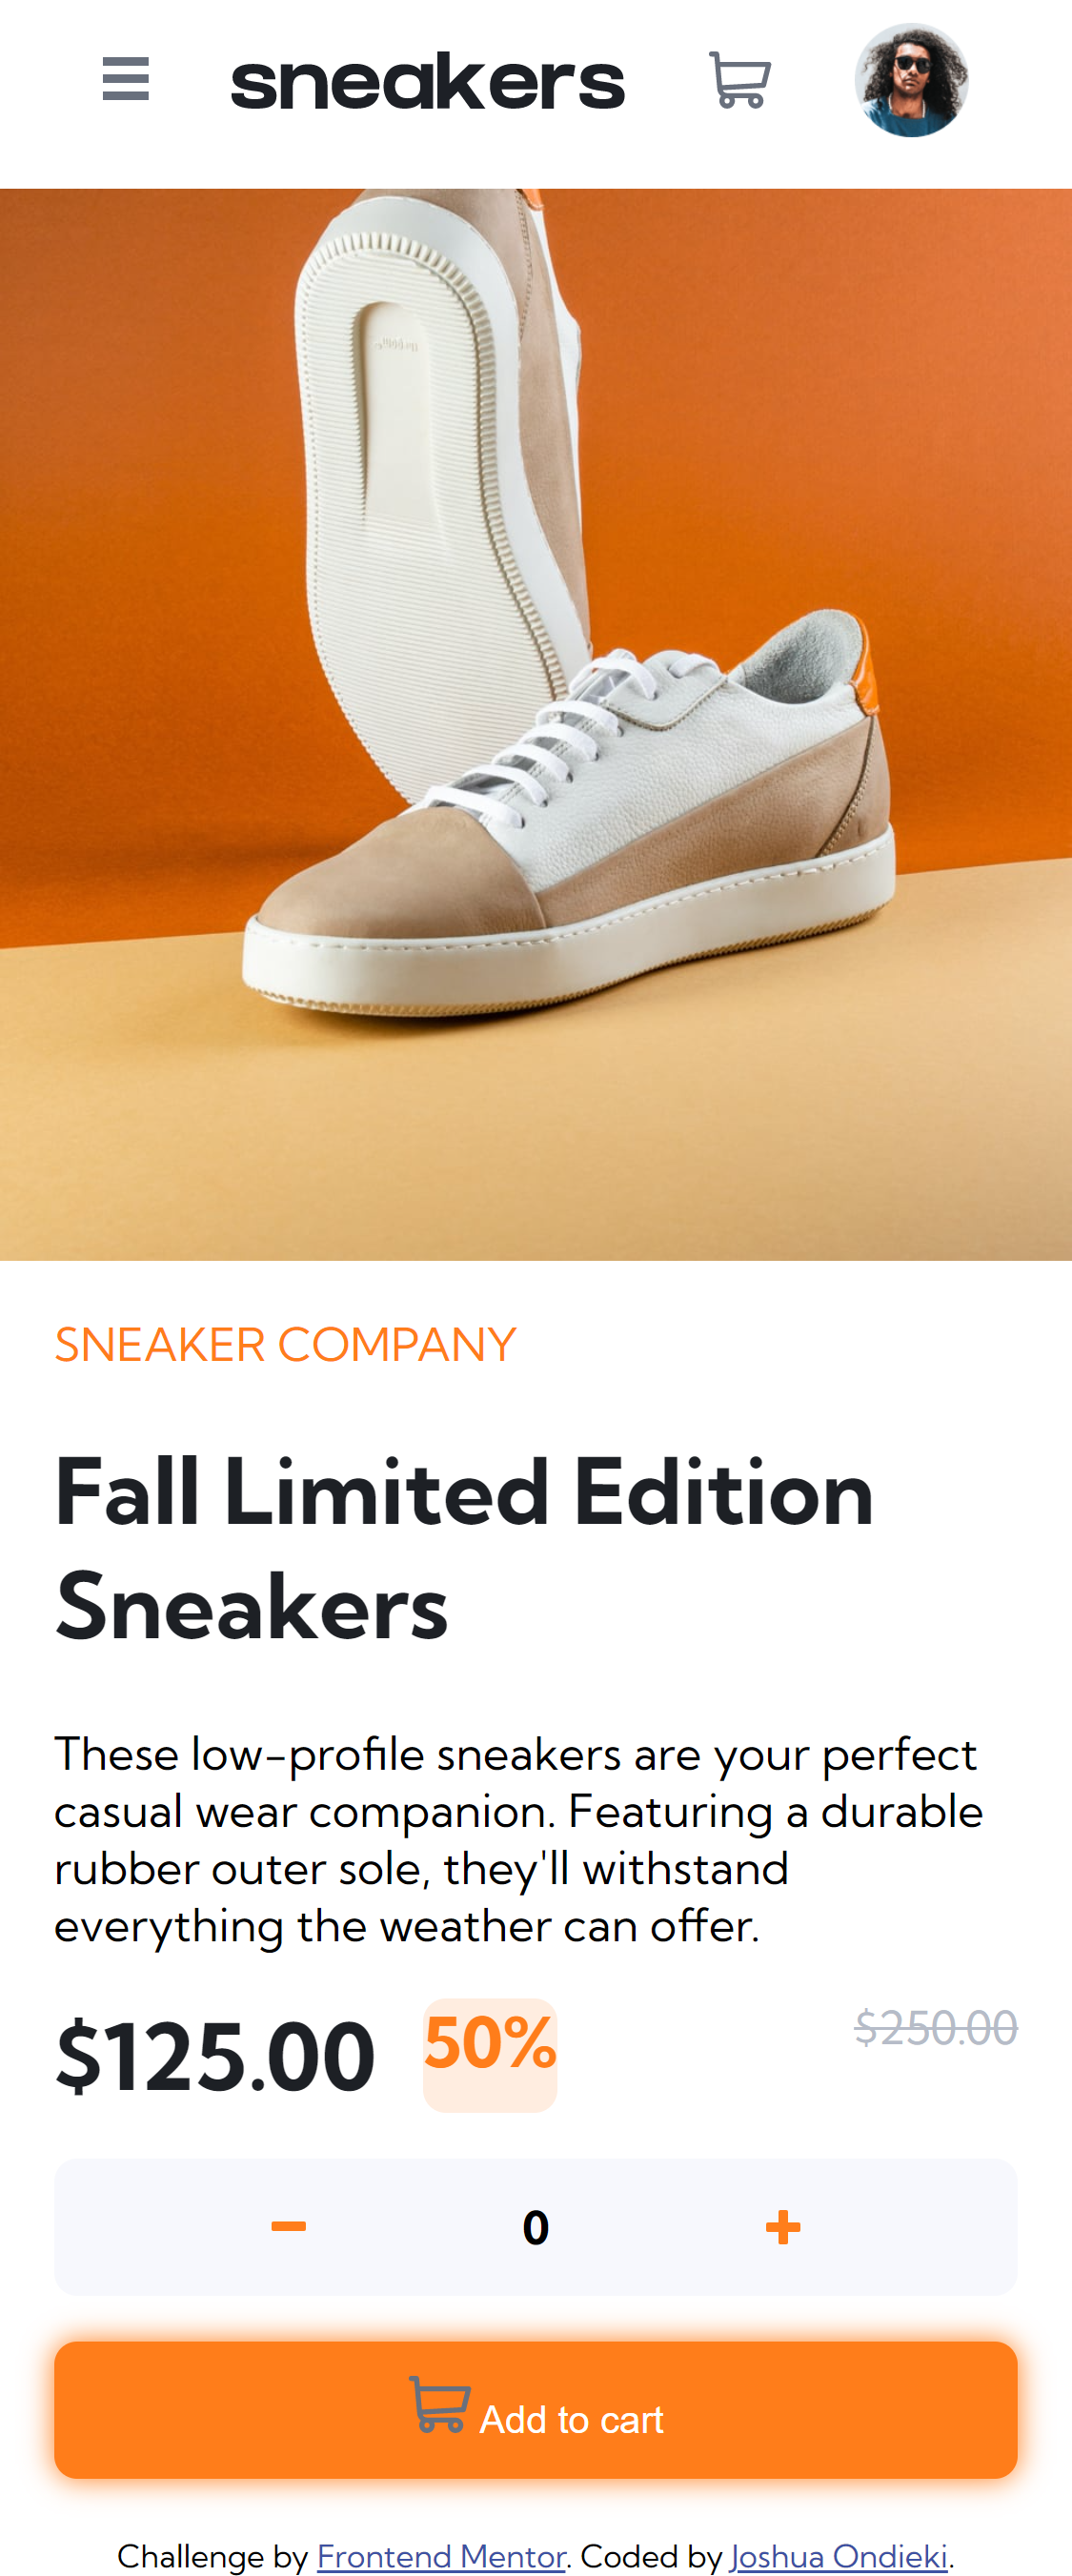 sneakers
SNEAKER COMPANY
Fall Limited Edition
Sneakers
These low-profile sneakers are your perfect
casual wear companion. Featuring a durable
rubber outer sole, they'll withstand
everything the weather can offer.
$125.00 50% $250.00
0
Add to cart
Challenge by Frontend Mentor. Coded by Joshua Ondieki.